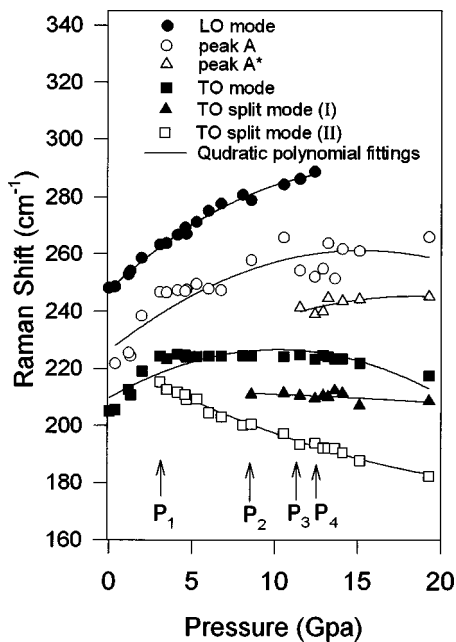 LO mode
peak A
peak A*
TO mode
TO split mode (I)
TO split mode (II)
Qudratic polynomial fittings
340
320
300
280
260
240
220
200
180
160
Raman Shift (cm⁻¹)
P₁
P₂
P₃
P₄
0
5
10
15
20
Pressure (Gpa)